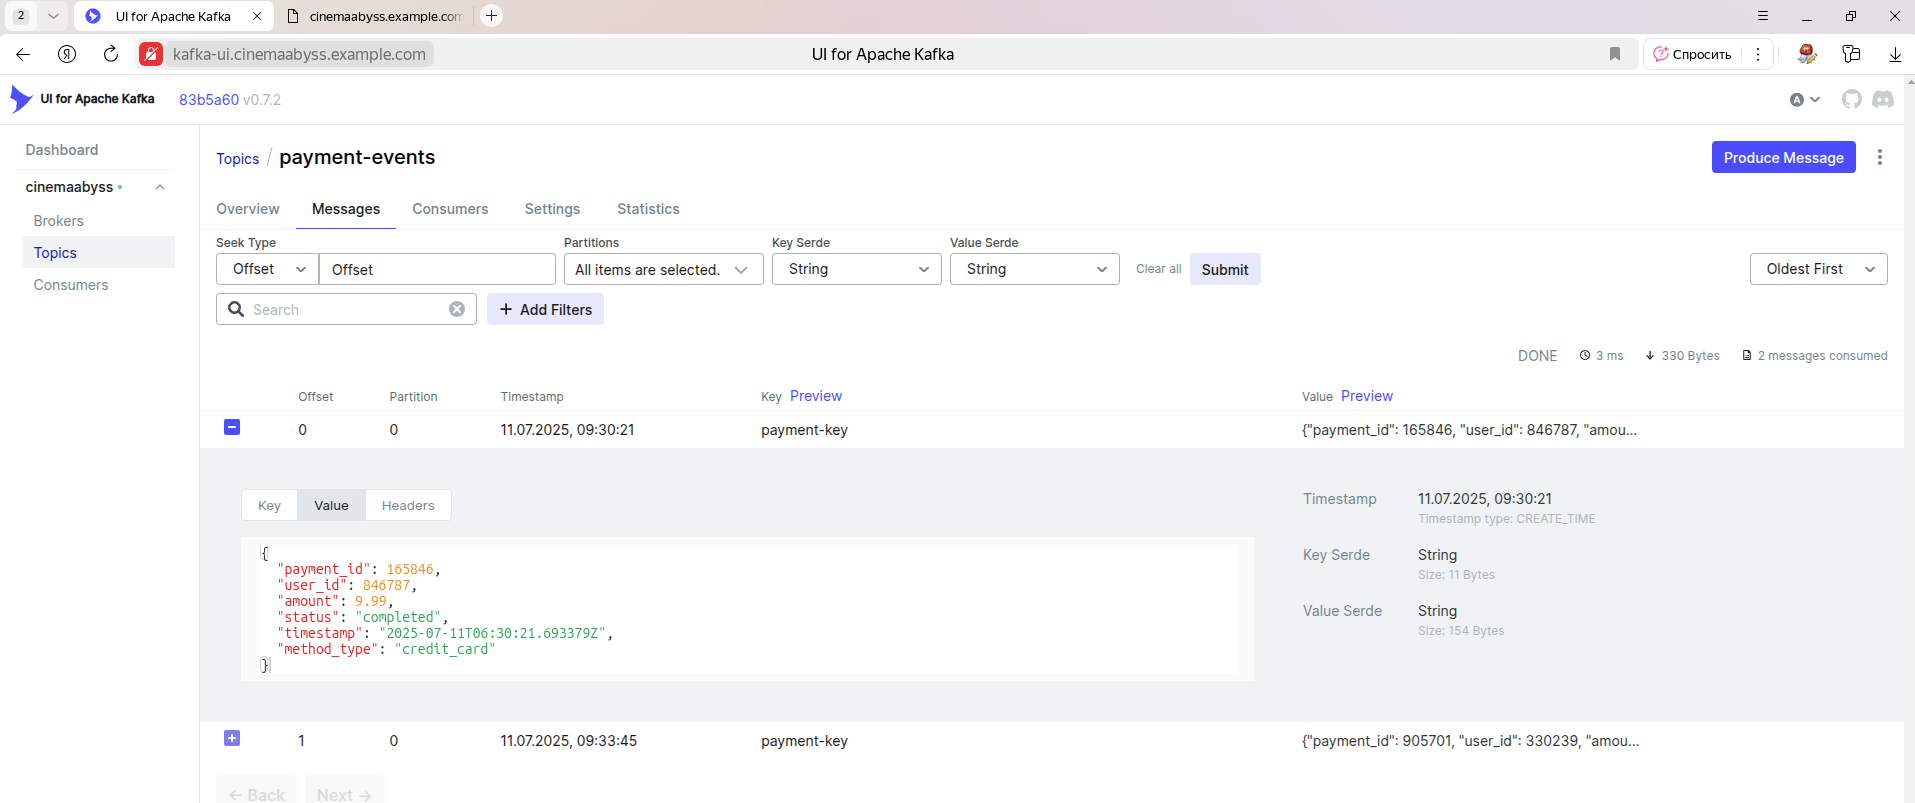 2
UI for Apache Kafka
cinemaabyss.example.com
kafka-ui.cinemaabyss.example.com
UI for Apache Kafka
Спросить
UI for Apache Kafka
83b5a60 v0.7.2
A
Dashboard
cinemaabyss
Brokers
Topics
Consumers
Topics / payment-events
Produce Message
Overview Messages Consumers Settings Statistics
Seek Type Partitions Key Serde Value Serde
Offset Offset All items are selected. String String Clear all Submit Oldest First
Search Add Filters
DONE 3 ms 330 Bytes 2 messages consumed
Offset Partition Timestamp Key Preview Value Preview
0 0 11.07.2025, 09:30:21 payment-key {"payment_id": 165846, "user_id": 846787, "amou...
Key Value Headers
{
"payment_id": 165846,
"user_id": 846787,
"amount": 9.99,
"status": "completed",
"timestamp": "2025-07-11T06:30:21.693379Z",
"method_type": "credit_card"
}
Timestamp 11.07.2025, 09:30:21
Timestamp type: CREATE_TIME
Key Serde String
Size: 11 Bytes
Value Serde String
Size: 154 Bytes
1 0 11.07.2025, 09:33:45 payment-key {"payment_id": 905701, "user_id": 330239, "amou...
Back Next